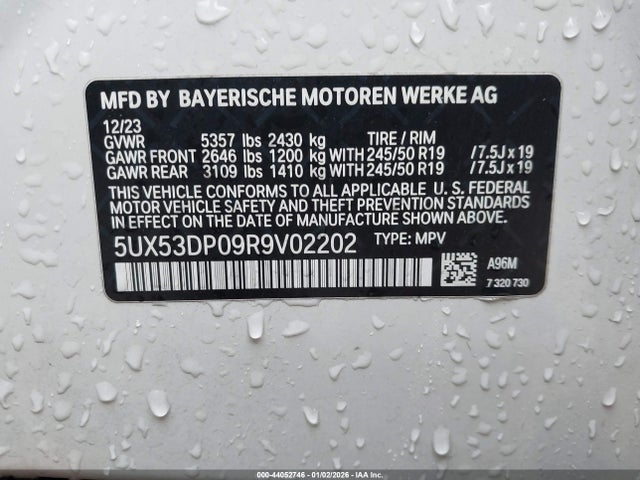 MFD BY BAYERISCHE MOTOREN WERKE AG
12/23
GVWR 5357 lbs 2430 kg TIRE / RIM
GAWR FRONT 2646 lbs 1200 kg WITH 245/50 R19 /7.5J x 19
GAWR REAR 3109 lbs 1410 kg WITH 245/50 R19 /7.5J x 19
THIS VEHICLE CONFORMS TO ALL APPLICABLE U. S. FEDERAL
MOTOR VEHICLE SAFETY AND THEFT PREVENTION STANDARDS
IN EFFECT ON THE DATE OF MANUFACTURE SHOWN ABOVE.
5UX53DP09R9V02202 TYPE: MPV
A96M
7 320 730
000-44052746 - 01/02/2026 - © IAA Inc.